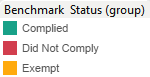 Benchmark Status (group)
Complied
Did Not Comply
Exempt